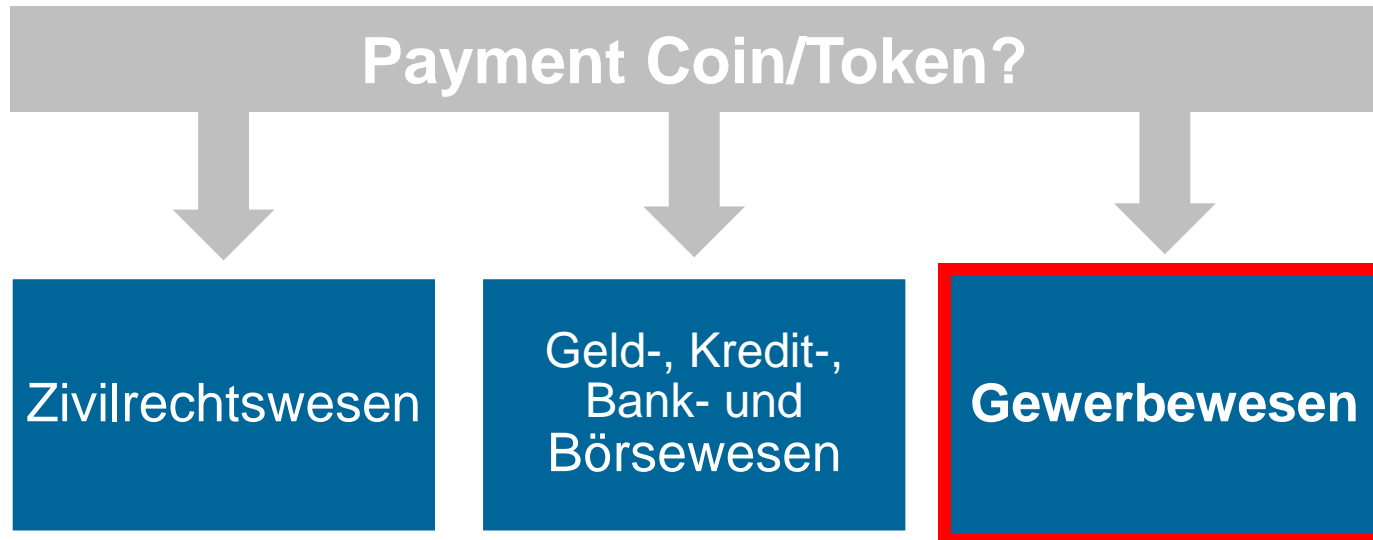 Payment Coin/Token?
Zivilrechtswesen
Geld-, Kredit-,
Bank- und
Börsewesen
Gewerbewesen